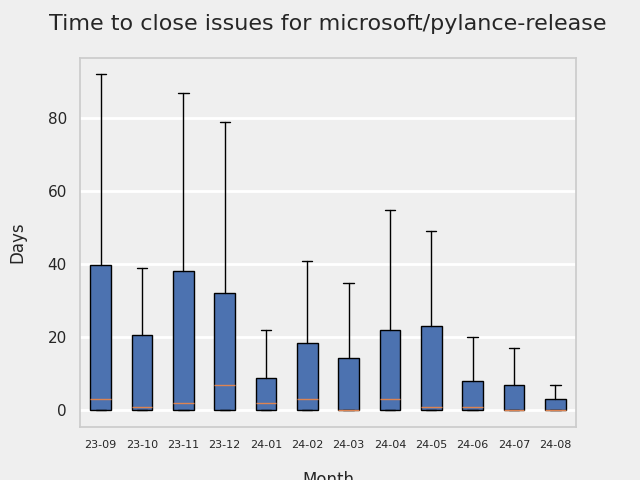 Time to close issues for microsoft/pylance-release
80
60
40
20
0
Days
23-09 23-10 23-11 23-12 24-01 24-02 24-03 24-04 24-05 24-06 24-07 24-08
Month